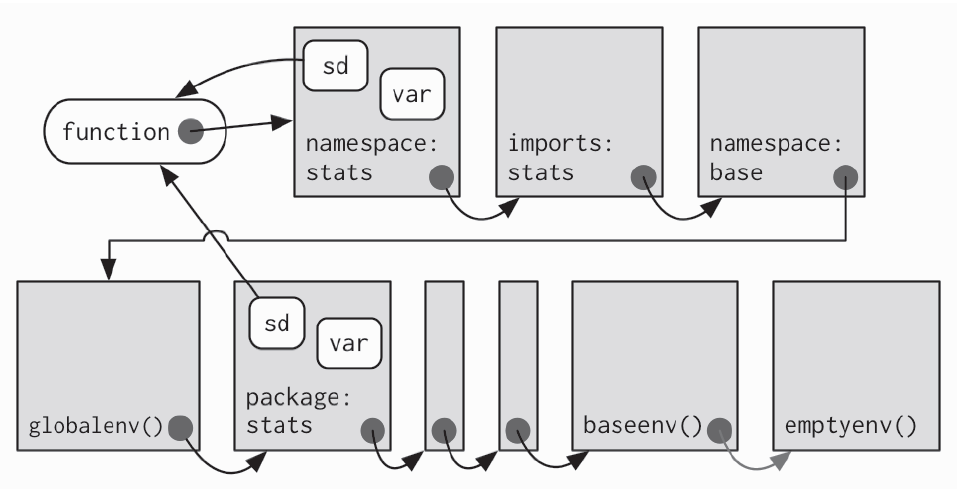 sd
var
function
namespace:
stats
imports:
stats
namespace:
base
sd
var
package:
stats
globalenv()
baseenv()
emptyenv()